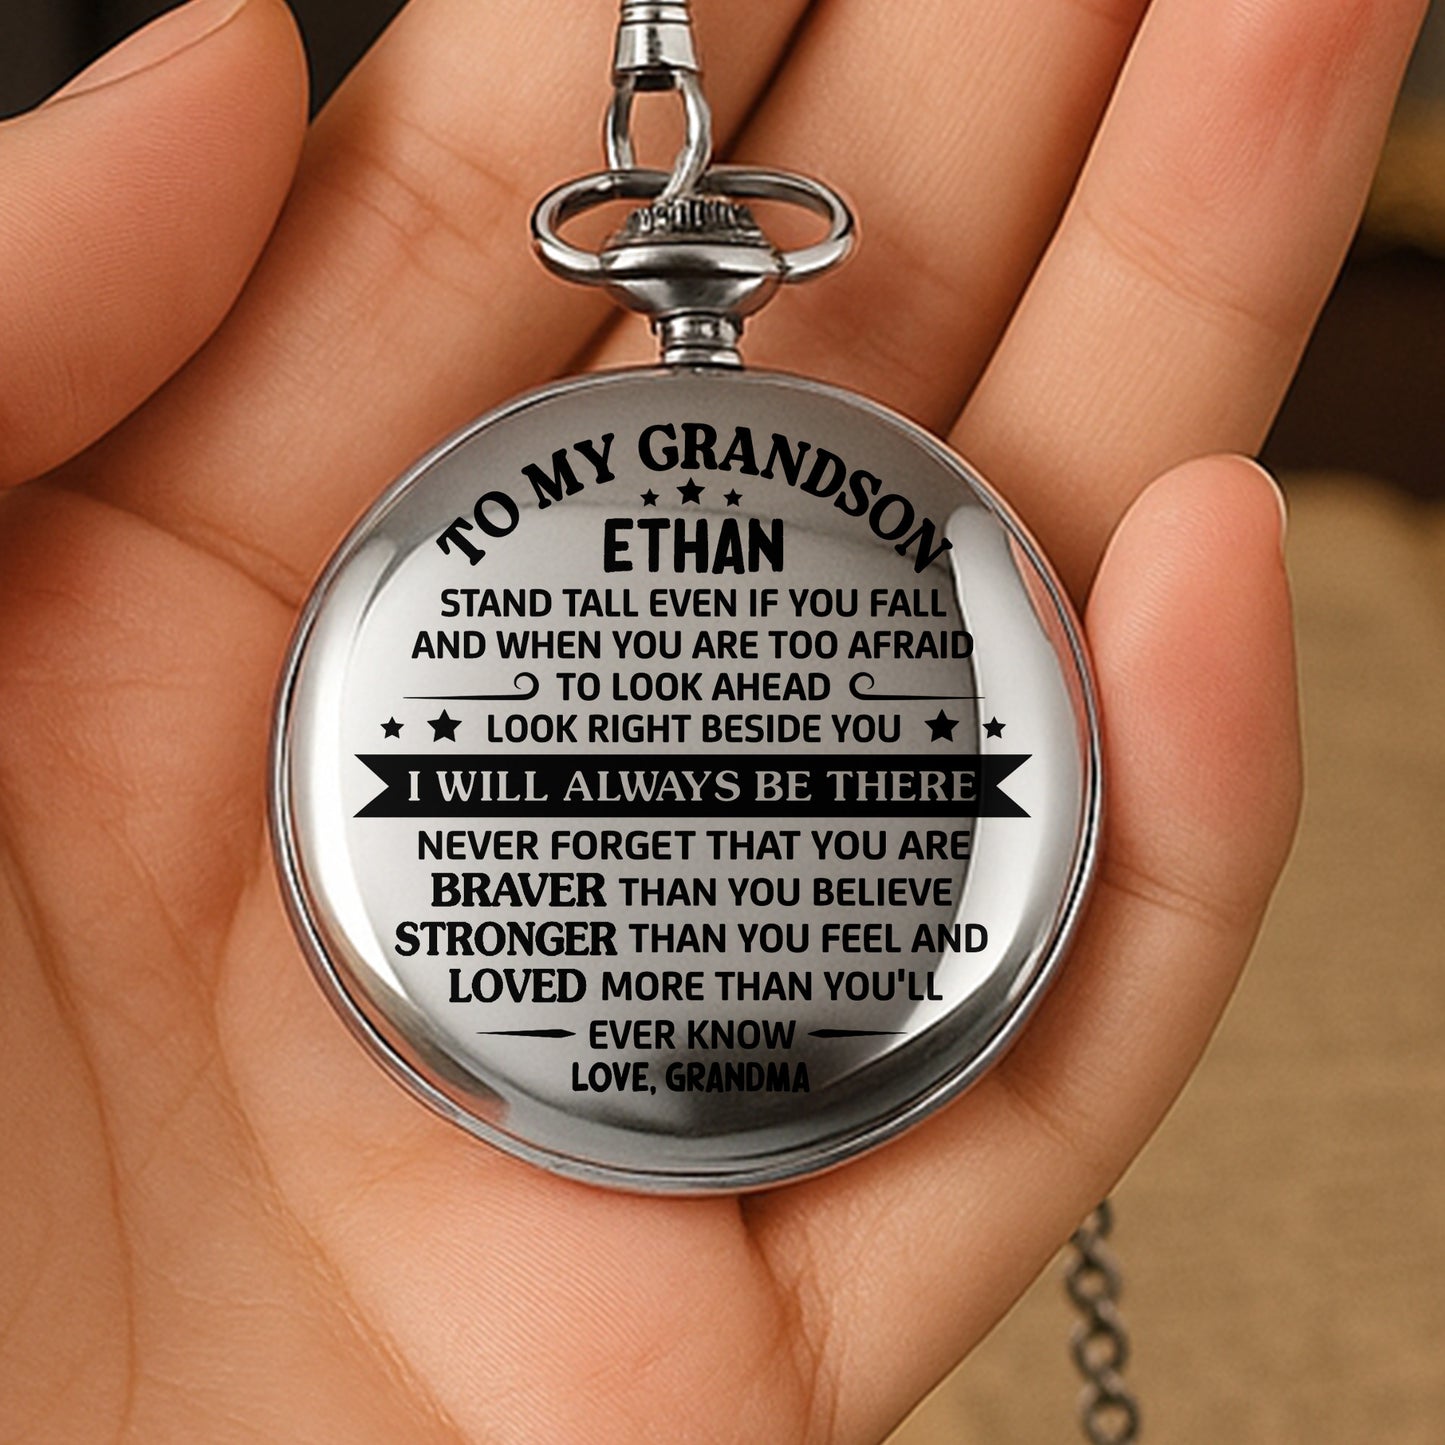 TO MY GRANDSON
ETHAN
STAND TALL EVEN IF YOU FALL
AND WHEN YOU ARE TOO AFRAID
TO LOOK AHEAD
LOOK RIGHT BESIDE YOU
I WILL ALWAYS BE THERE
NEVER FORGET THAT YOU ARE
BRAVER THAN YOU BELIEVE
STRONGER THAN YOU FEEL AND
LOVED MORE THAN YOU'LL
EVER KNOW
LOVE, GRANDMA